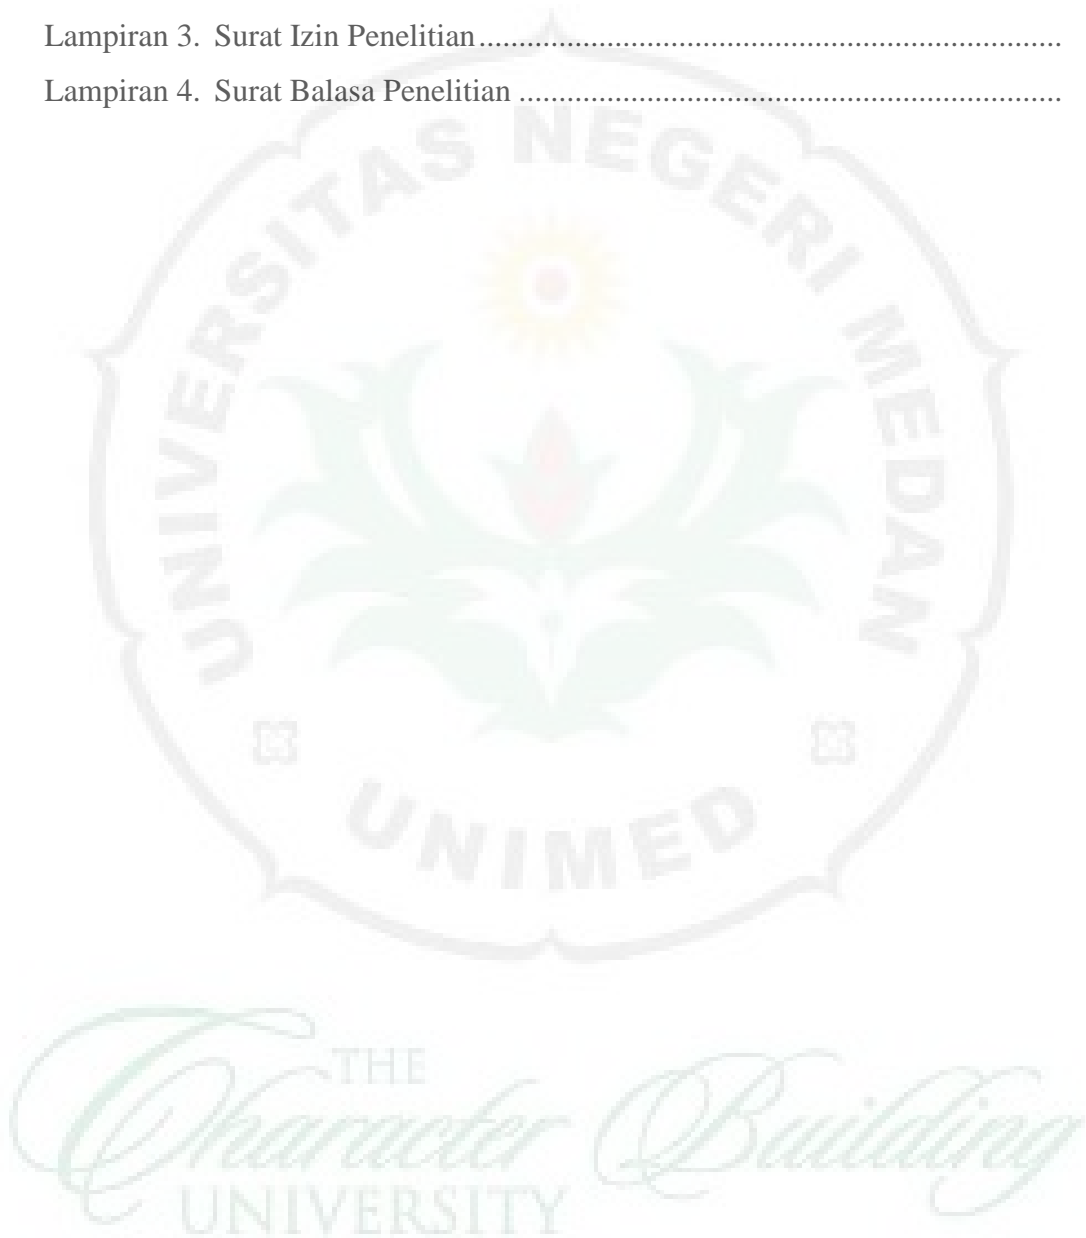 Lampiran 3. Surat Izin Penelitian ......................................................................
Lampiran 4. Surat Balasa Penelitian .................................................................
UNIVERSITAS NEGERI MEDAN
UNIMED
THE
Character Building
UNIVERSITY